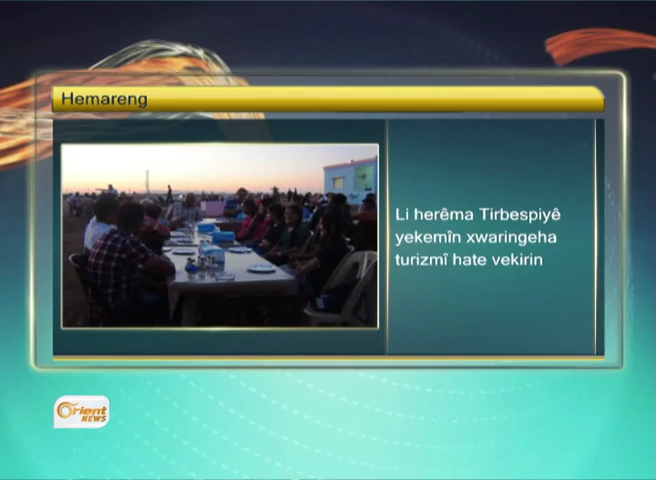 Hemareng
Li herêma Tirbespiyê
yekemîn xwaringeha
turizmî hate vekirin
Orient
NEWS